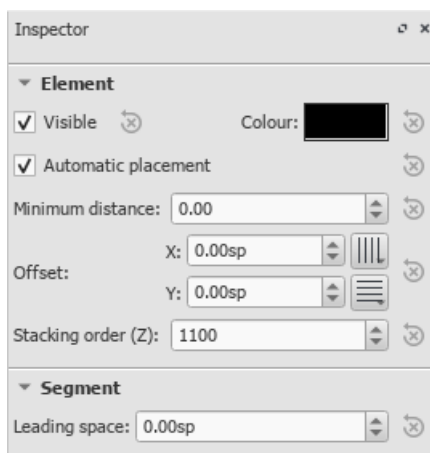 Inspector
Element
Visible Colour:
Automatic placement
Minimum distance: 0.00
X: 0.00sp
Offset:
Y: 0.00sp
Stacking order (Z): 1100
Segment
Leading space: 0.00sp